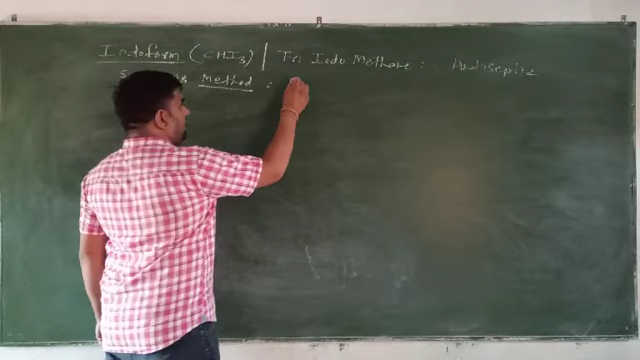 Iodoform (CHI3) | Tri Iodo Methane : - Antiseptic
Method :